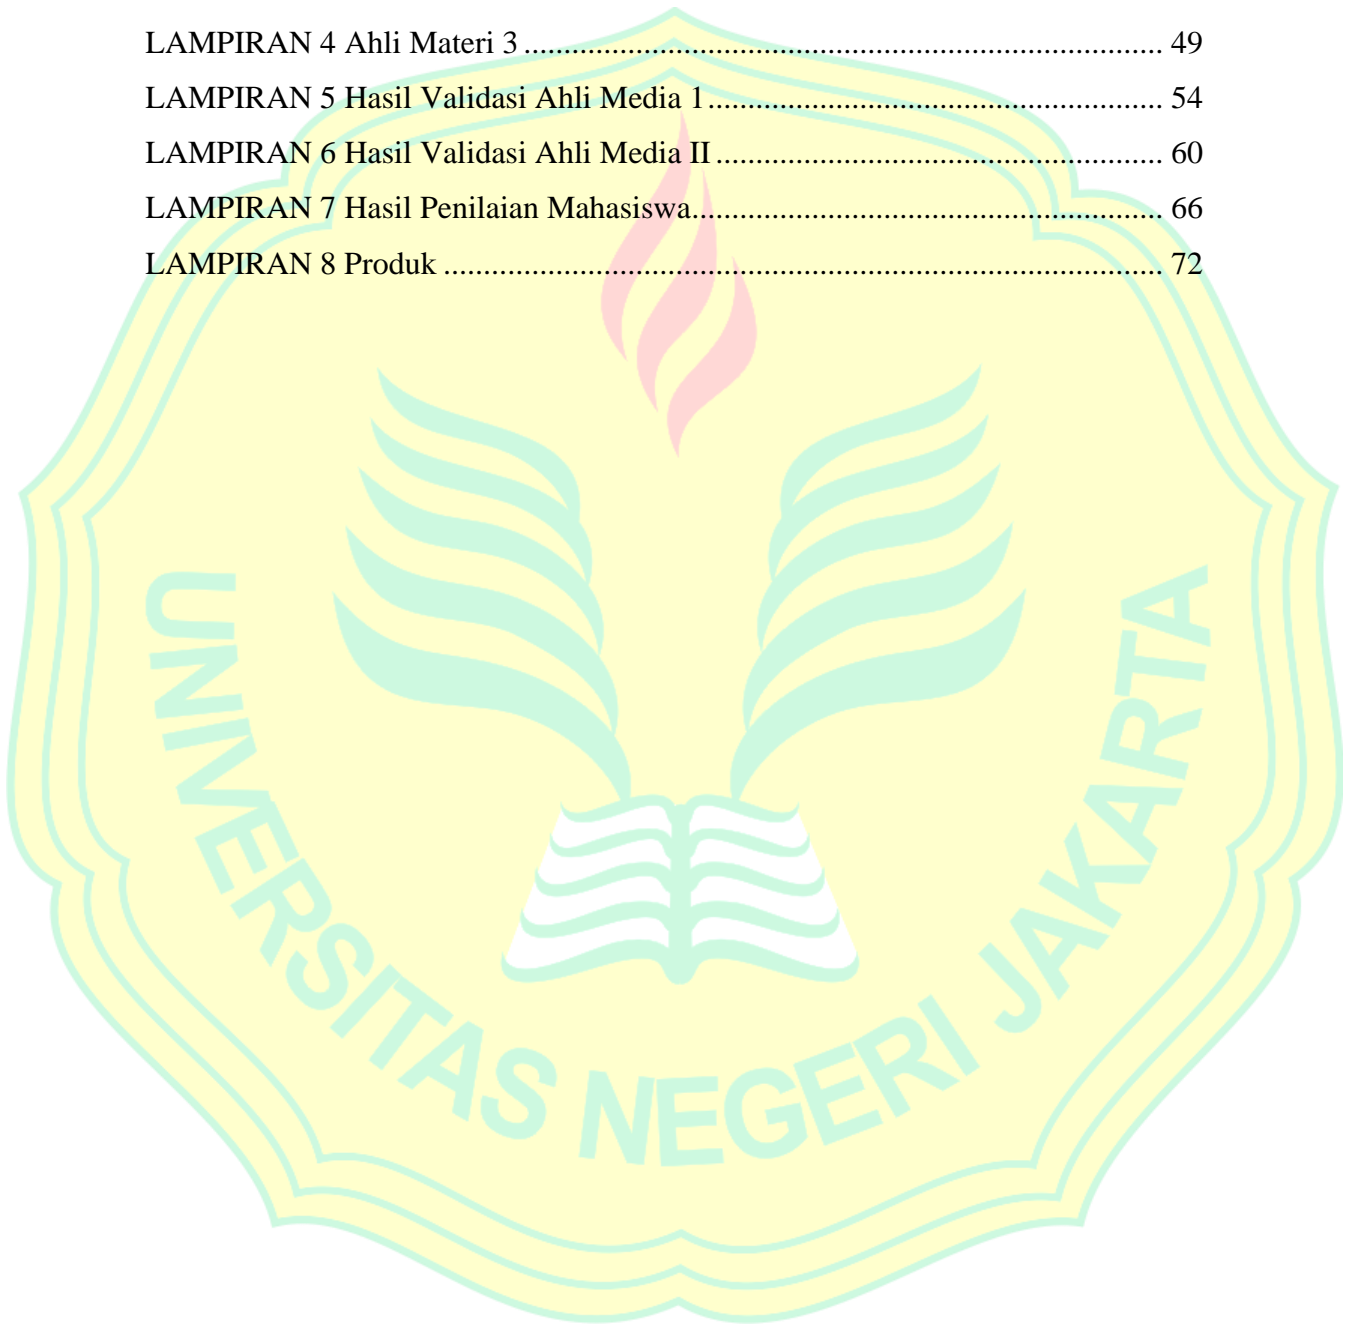 LAMPIRAN 4 Ahli Materi 3 ................................................................................ 49
LAMPIRAN 5 Hasil Validasi Ahli Media 1 ......................................................... 54
LAMPIRAN 6 Hasil Validasi Ahli Media II ........................................................ 60
LAMPIRAN 7 Hasil Penilaian Mahasiswa........................................................... 66
LAMPIRAN 8 Produk .......................................................................................... 72
UNIVERSITAS NEGERI JAKARTA